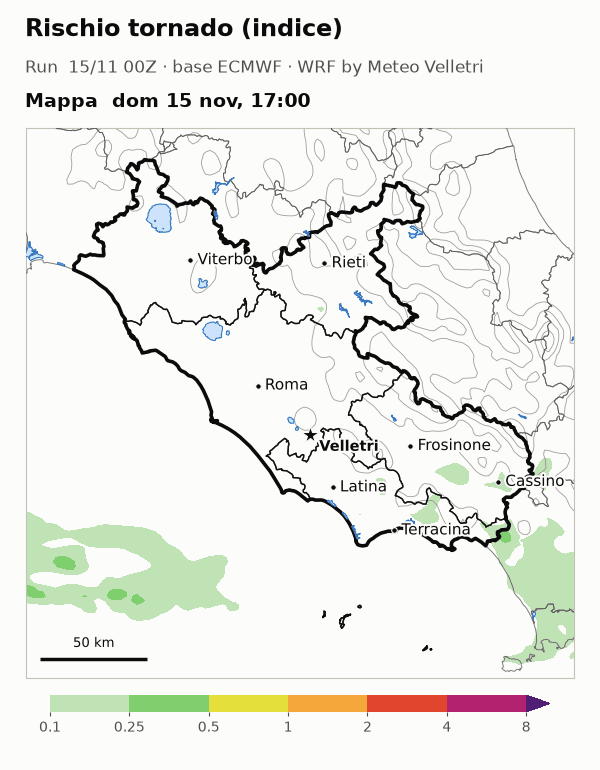 Rischio tornado (indice)
Run  15/11 00Z · base ECMWF · WRF by Meteo Velletri
Mappa  dom 15 nov, 17:00
Viterbo
Rieti
Roma
Velletri
Frosinone
Cassino
Latina
Terracina
50 km
0.1 0.25 0.5 1 2 4 8